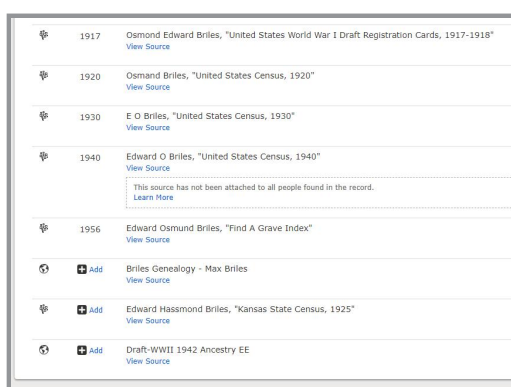 1917 Osmond Edward Briles, "United States World War I Draft Registration Cards, 1917-1918"
View Source
1920 Osmand Briles, "United States Census, 1920"
View Source
1930 E O Briles, "United States Census, 1930"
View Source
1940 Edward O Briles, "United States Census, 1940"
View Source
This source has not been attached to all people found in the record.
Learn More
1956 Edward Osmund Briles, "Find A Grave Index"
View Source
Add Briles Genealogy - Max Briles
View Source
Add Edward Hassmond Briles, "Kansas State Census, 1925"
View Source
Add Draft-WWII 1942 Ancestry EE
View Source